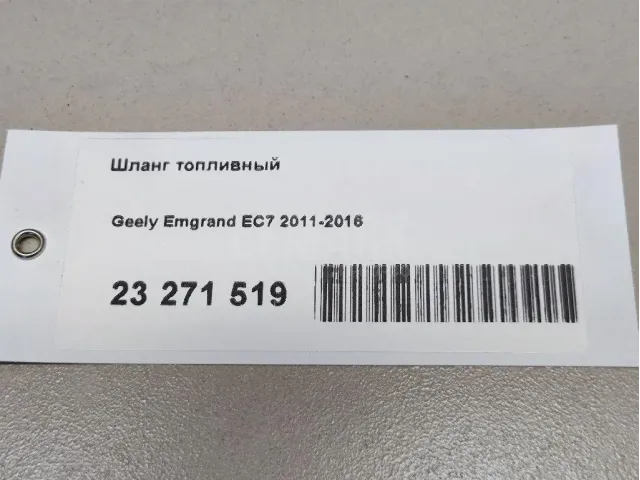 Шланг топливный
Geely Emgrand EC7 2011-2016
23 271 519